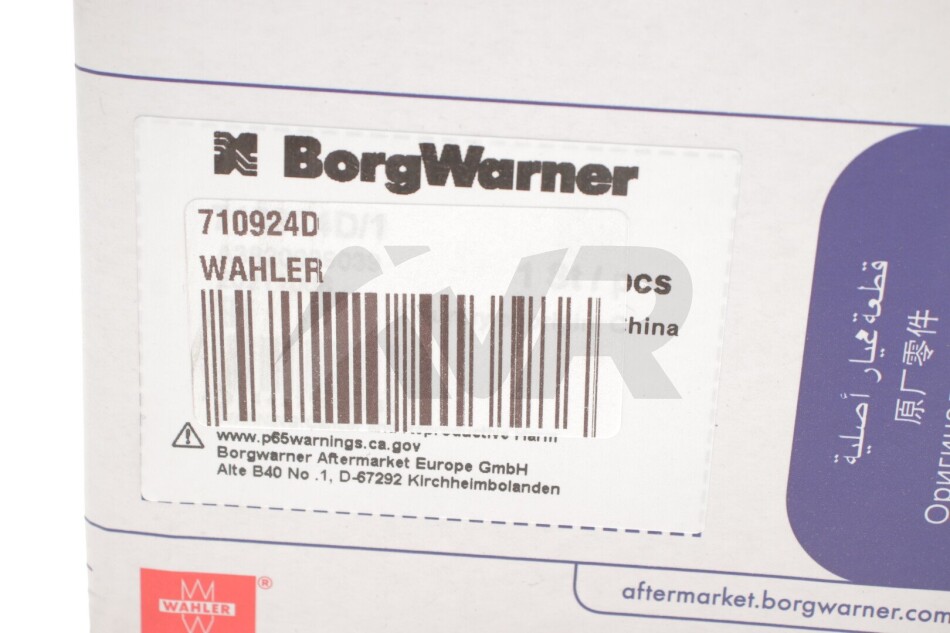 BorgWarner
710924D
WAHLER
pcs
China
www.p65warnings.ca.gov
Borgwarner Aftermarket Europe GmbH
Alte B40 No .1, D-67292 Kirchheimbolanden
قطعة غيار أصلية
原厂零件
WAHLER ®
aftermarket.borgwarner.com
AVR